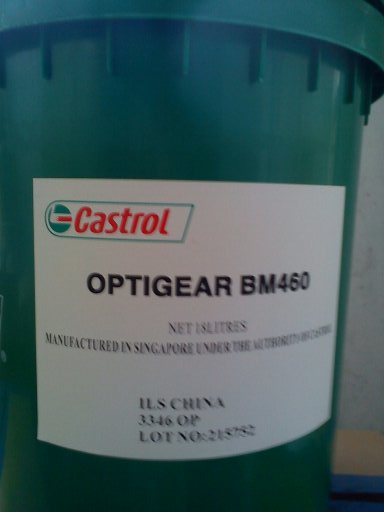 Castrol
OPTIGEAR BM460
NET 18LITRES
MANUFACTURED IN SINGAPORE UNDER THE AUTHORITY OF CASTROL
ILS CHINA
3346 OP
LOT NO:215752